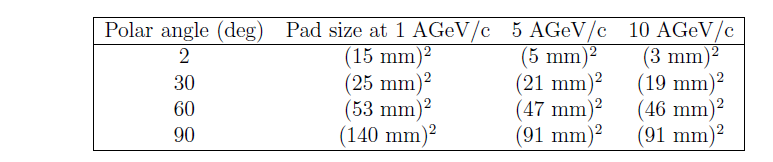 Polar angle (deg) Pad size at 1 AGeV/c 5 AGeV/c 10 AGeV/c
2 (15 mm)² (5 mm)² (3 mm)²
30 (25 mm)² (21 mm)² (19 mm)²
60 (53 mm)² (47 mm)² (46 mm)²
90 (140 mm)² (91 mm)² (91 mm)²